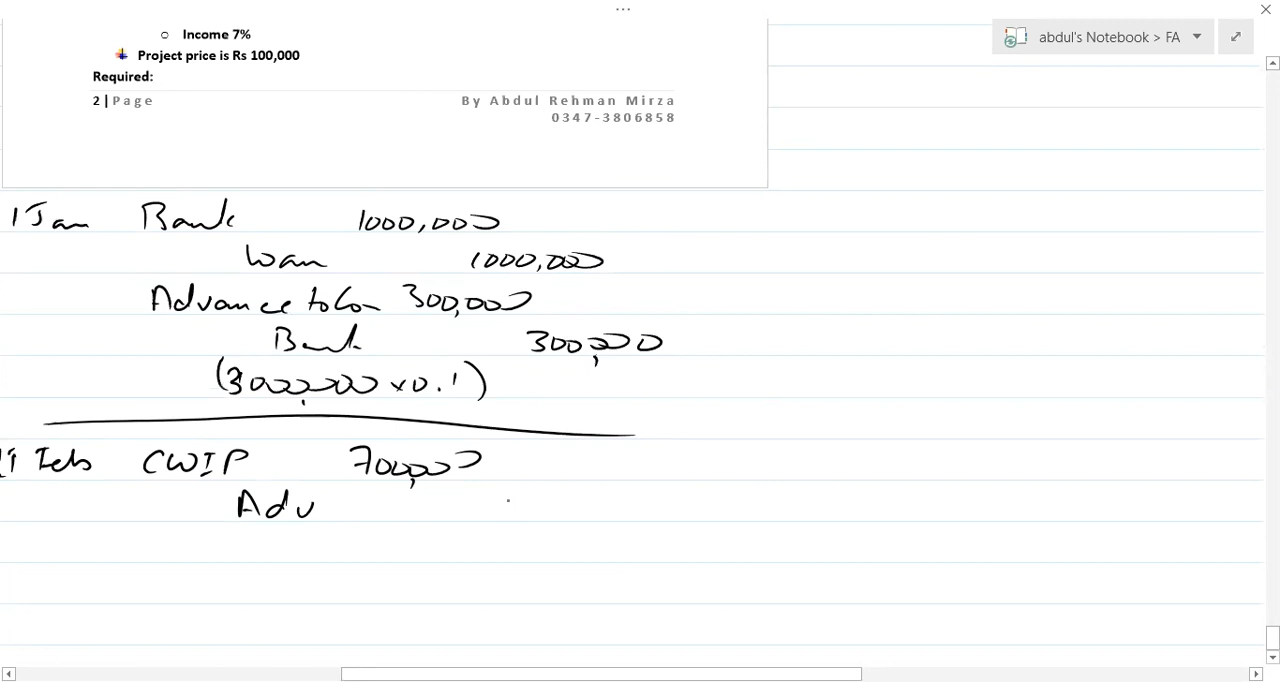 ...
abdul's Notebook > FA
Income 7%
Project price is Rs 100,000
Required:
2 | Page
By Abdul Rehman Mirza
0347-3806858
1 Jan Bank 1000,000
Loan 1000,000
Advance to Con 300,000
Bank 300,000
(3000,000 x 0.1)
Feb CWIP 700,000
Adv